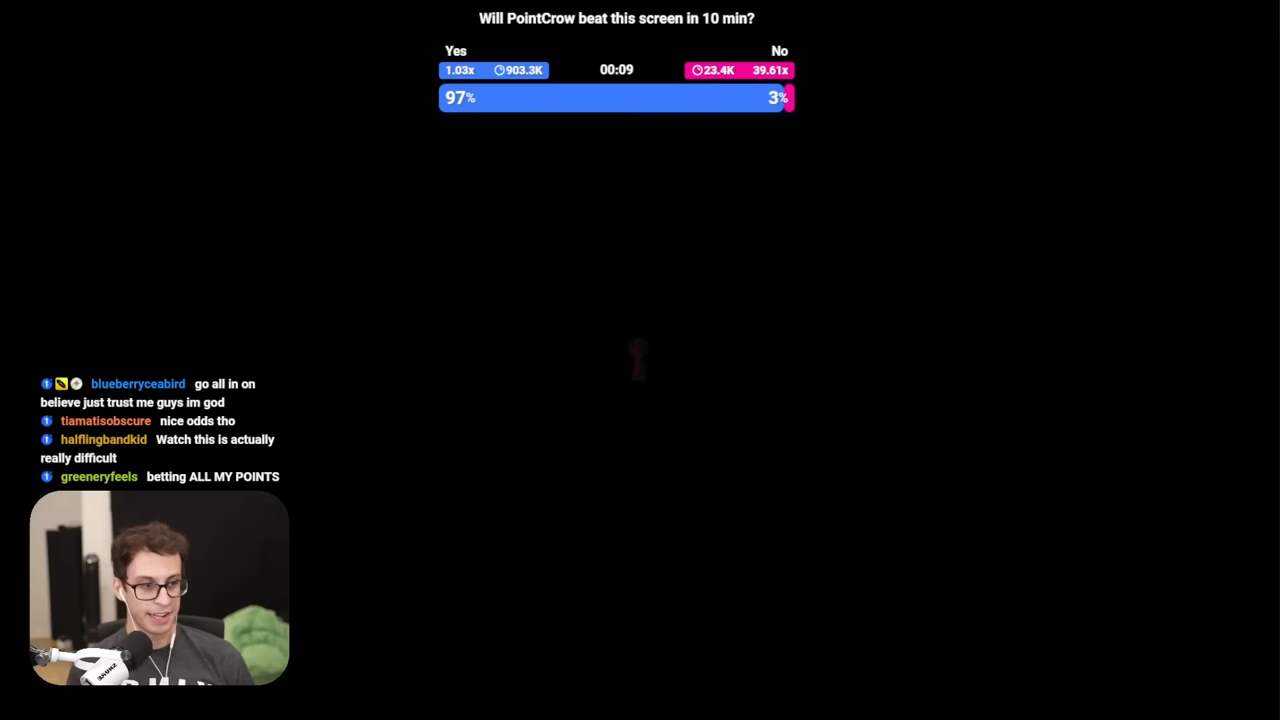 Will PointCrow beat this screen in 10 min?
Yes
No
1.03x 903.3K
00:09
23.4K 39.61x
97%
3%
blueberryceabird go all in on
believe just trust me guys im god
tiamatisobscure nice odds tho
halflingbandkid Watch this is actually
really difficult
greeneryfeels betting ALL MY POINTS